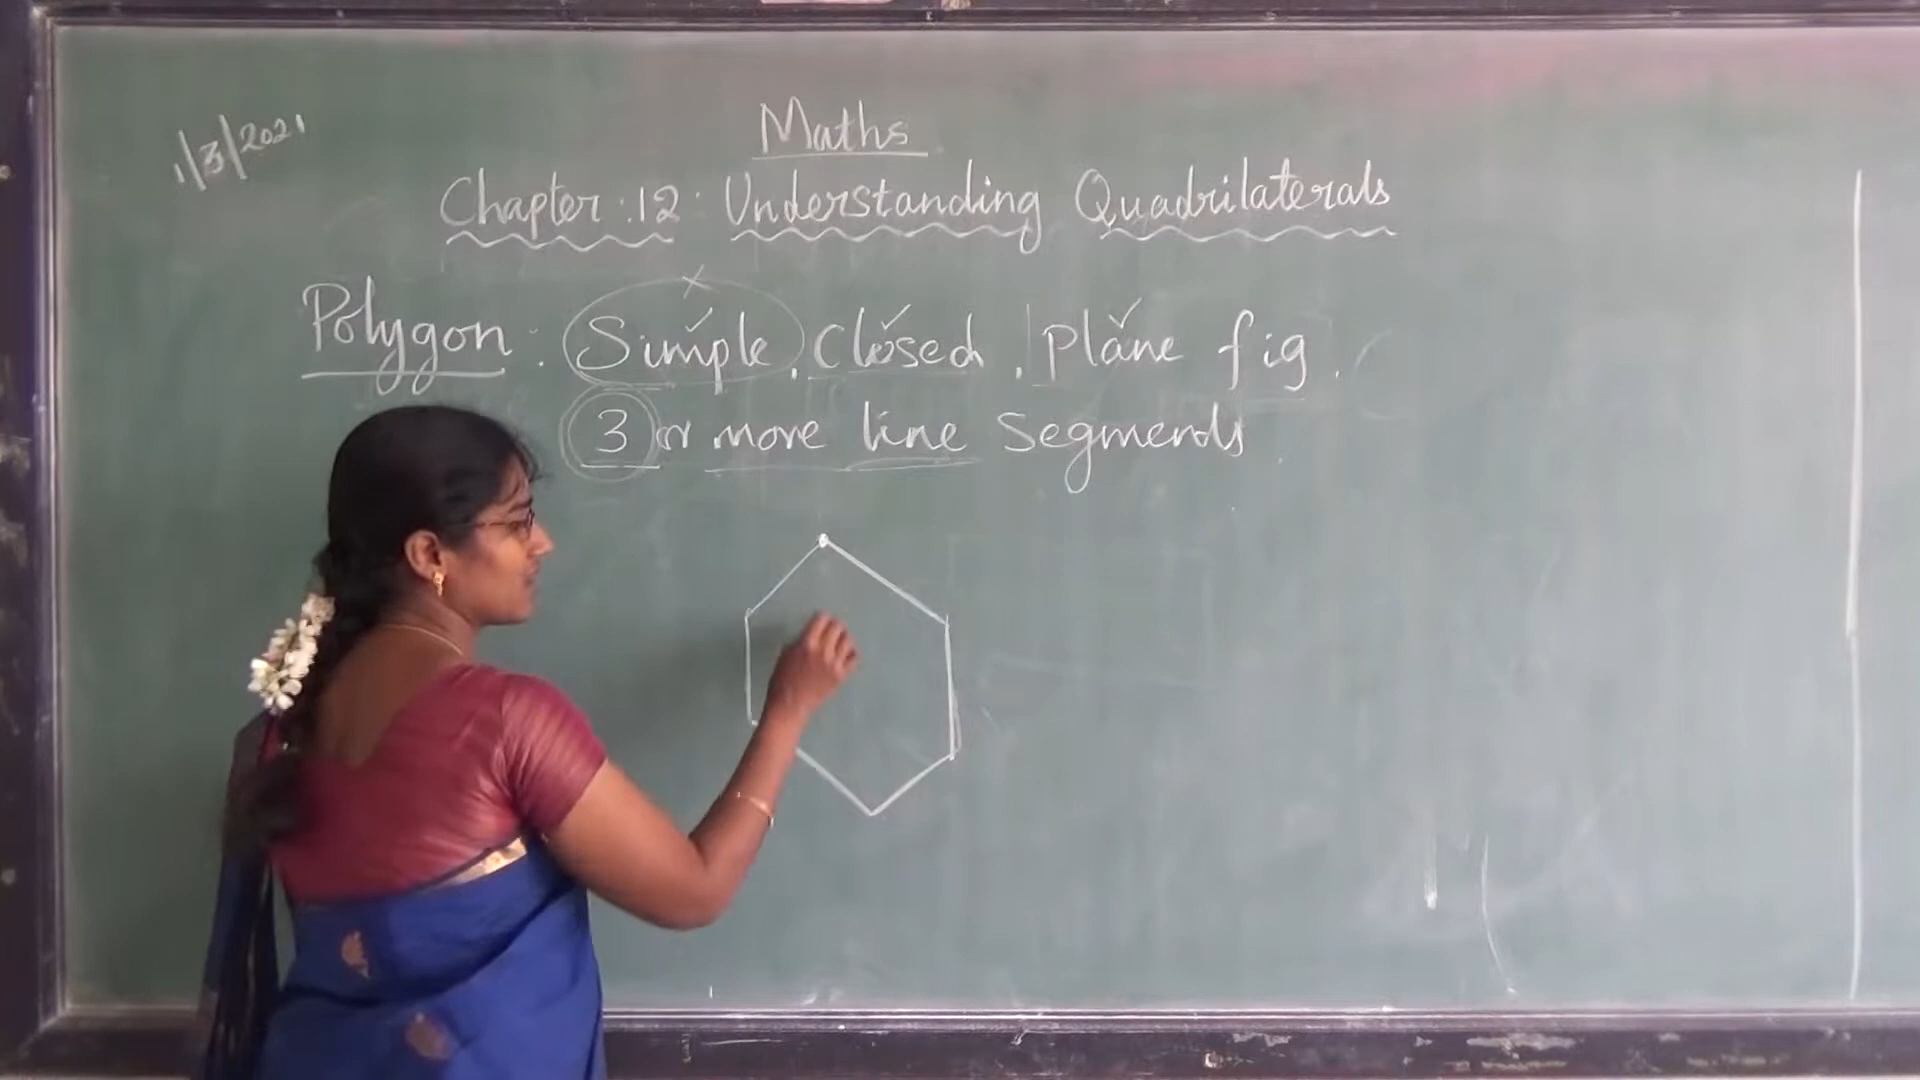 1/3/2021
Maths
Chapter:12: Understanding Quadrilaterals
Polygon: Simple, Closed, Plane fig.
3 or more line Segments